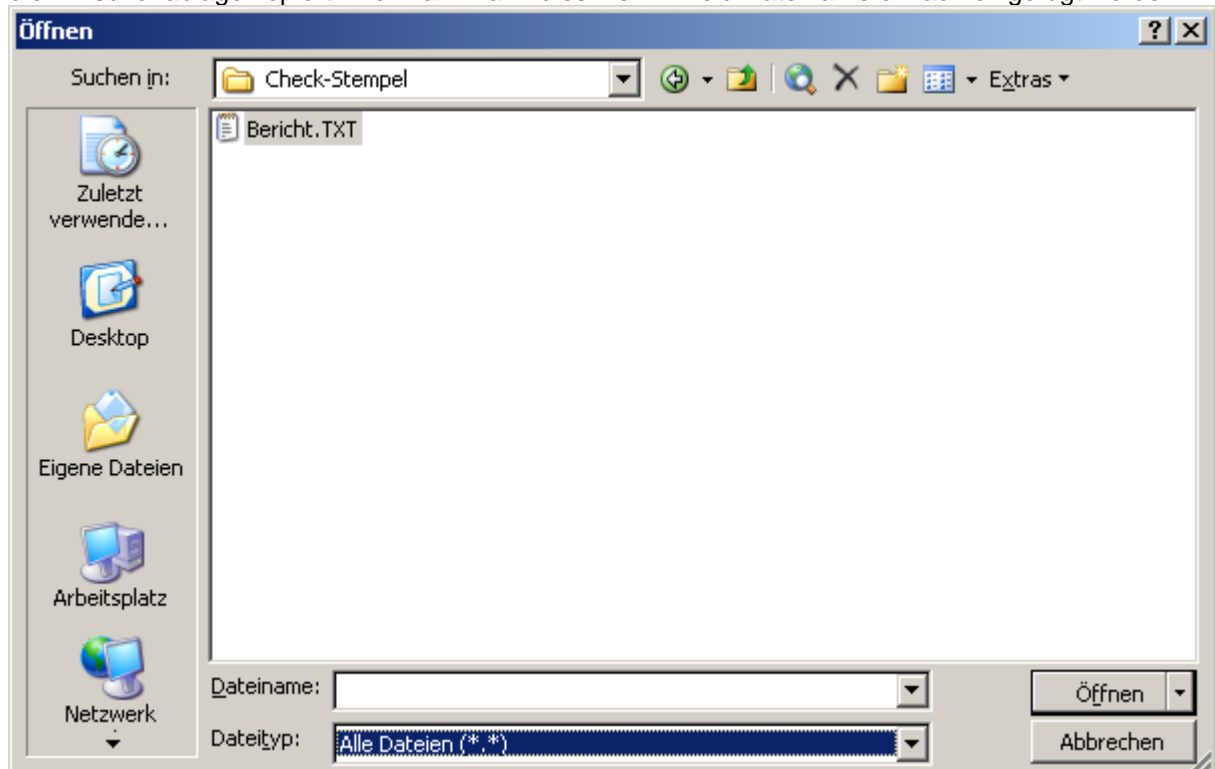 Öffnen
Suchen in:
Check-Stempel
Extras
Bericht.TXT
Zuletzt
verwende...
Desktop
Eigene Dateien
Arbeitsplatz
Netzwerk
Dateiname:
Öffnen
Dateityp:
Alle Dateien (*.*)
Abbrechen